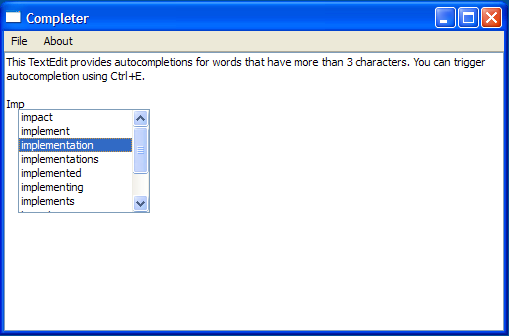 Completer
File About
This TextEdit provides autocompletions for words that have more than 3 characters. You can trigger
autocompletion using Ctrl+E.
Imp
impact
implement
implementation
implementations
implemented
implementing
implements